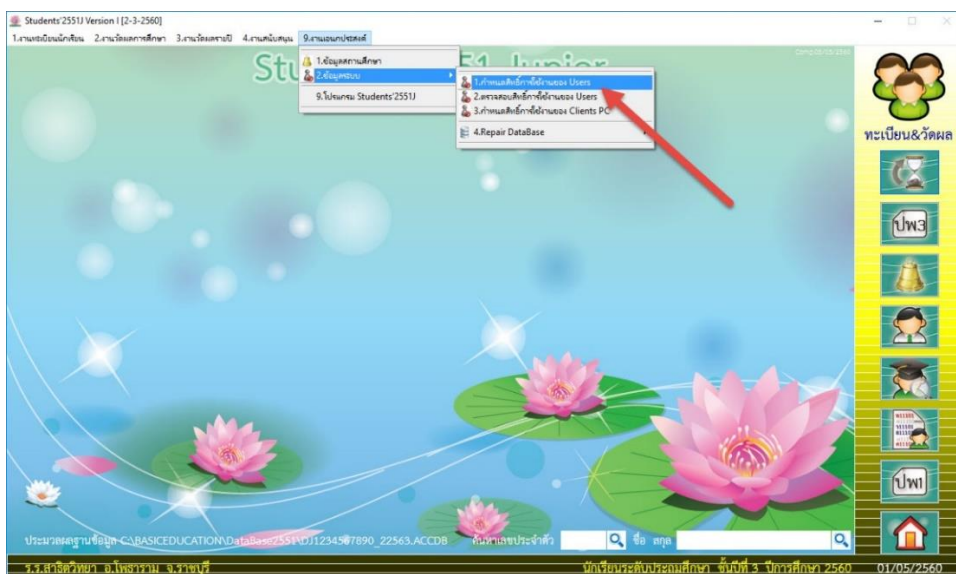 Students'2551J Version I [2-3-2560]
1.งานทะเบียนนักเรียน 2.งานวัดผลการศึกษา 3.งานวัดผลรายปี 4.งานสนับสนุน 9.งานเอนกประสงค์
1.ข้อมูลสถานศึกษา
2.ข้อมูลระบบ
9.โปรแกรม Students'2551J
1.กำหนดสิทธิ์การใช้งานของ Users
2.ตรวจสอบสิทธิ์การใช้งานของ Users
3.กำหนดสิทธิ์การใช้งานของ Clients PC
4.Repair DataBase
ทะเบียน&วัดผล
ปพ3
ปพ1
ประมวลผลฐานข้อมูล C:\BASICEDUCATION\DataBase2551\DJ1234567890_22563.ACCDB ค้นหาเลขประจำตัว ชื่อ สกุล
ร.ร.สาธิตวิทยา อ.โพธาราม จ.ราชบุรี นักเรียนระดับประถมศึกษา ชั้นปีที่ 3 ปีการศึกษา 2560 01/05/2560